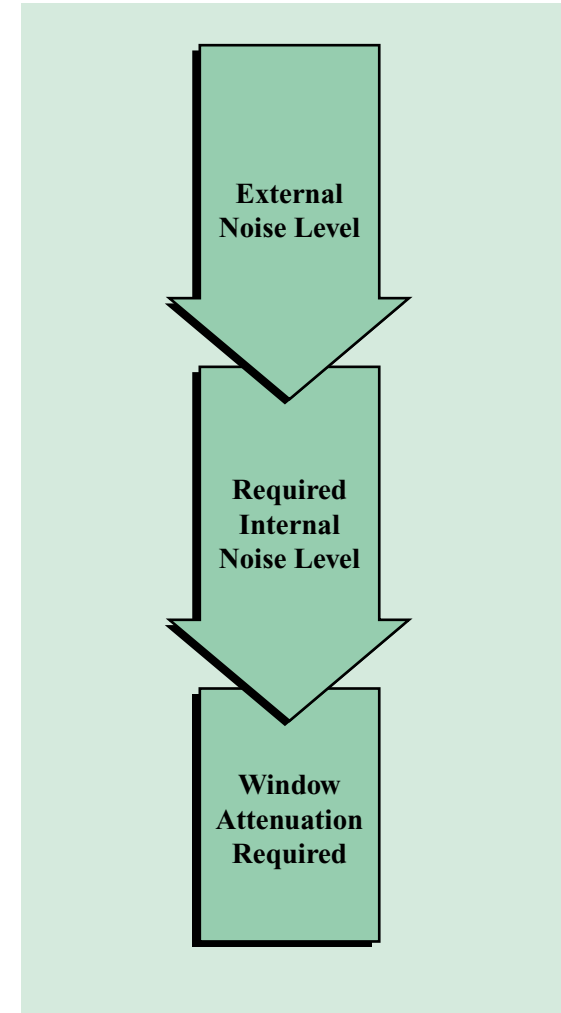 External
Noise Level
Required
Internal
Noise Level
Window
Attenuation
Required